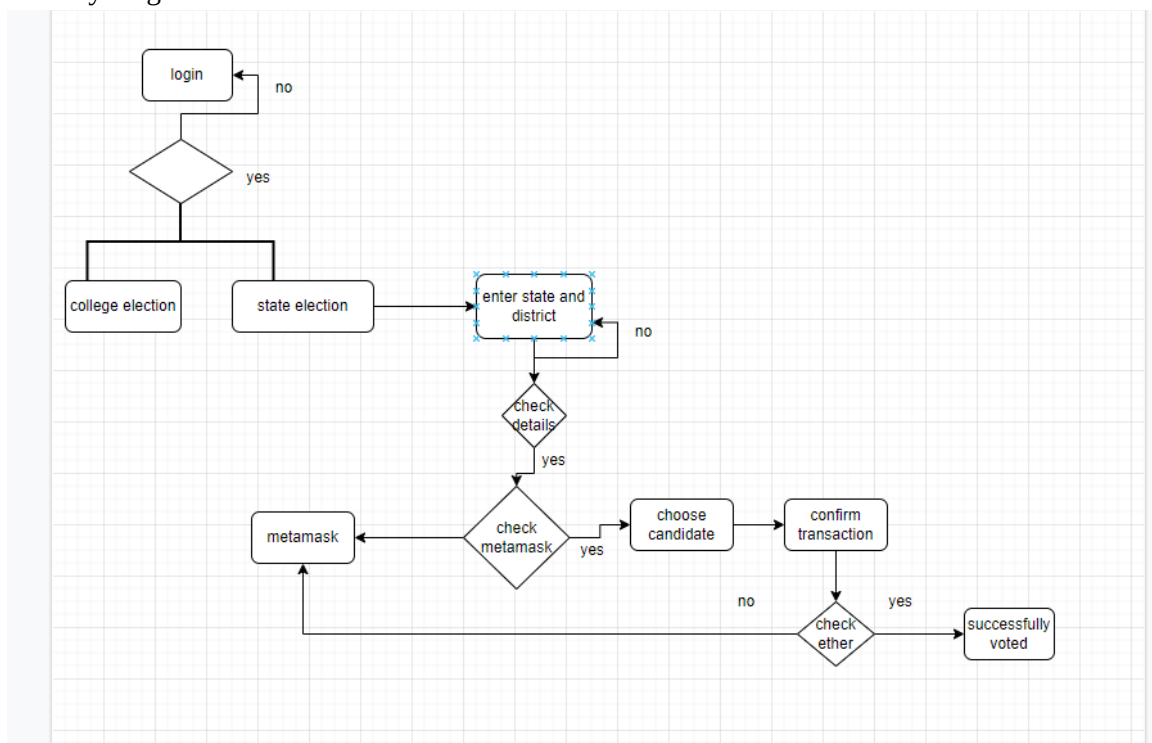 login
no
yes
college election
state election
enter state and
district
no
check
details
yes
metamask
check
metamask
yes
choose
candidate
confirm
transaction
no
yes
check
ether
successfully
voted